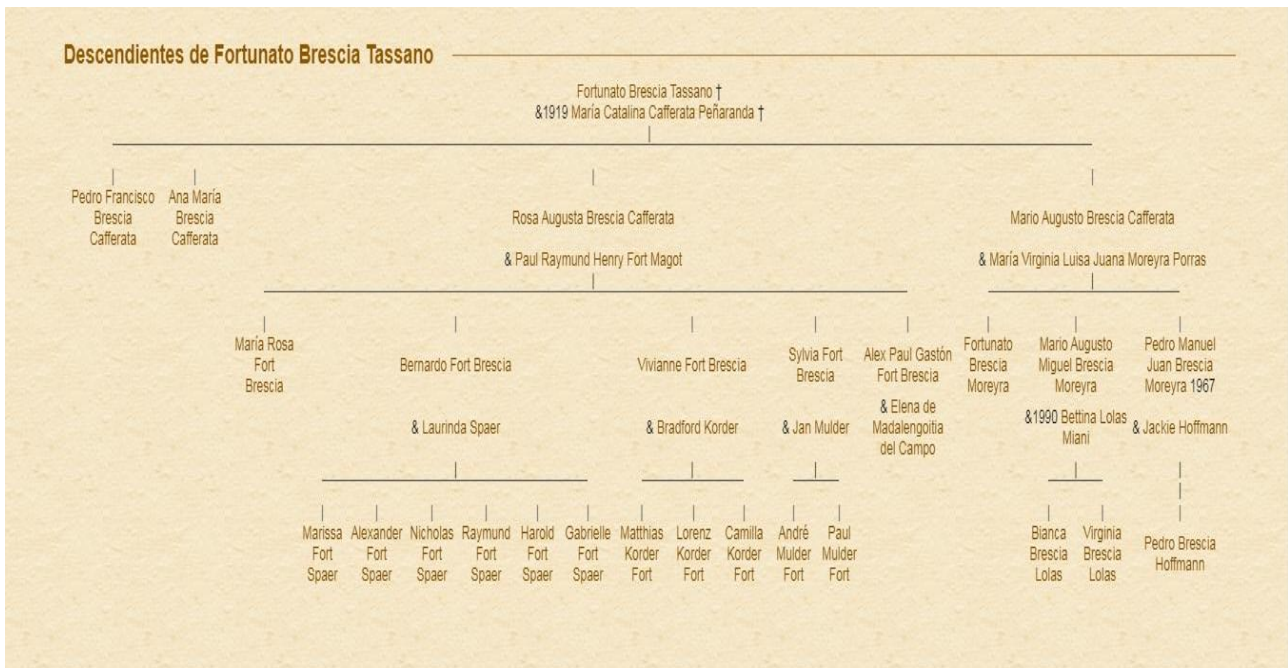 Descendientes de Fortunato Brescia Tassano
Fortunato Brescia Tassano †
&1919 María Catalina Cafferata Peñaranda †
Pedro Francisco
Brescia
Cafferata
Ana María
Brescia
Cafferata
Rosa Augusta Brescia Cafferata
& Paul Raymund Henry Fort Magot
Mario Augusto Brescia Cafferata
& María Virginia Luisa Juana Moreyra Porras
María Rosa
Fort
Brescia
Bernardo Fort Brescia
& Laurinda Spaer
Vivianne Fort Brescia
& Bradford Korder
Sylvia Fort
Brescia
& Jan Mulder
Alex Paul Gastón
Fort Brescia
& Elena de
Madalengoitia
del Campo
Fortunato
Brescia
Moreyra
Mario Augusto
Miguel Brescia
Moreyra
&1990 Bettina Lolas
Miani
Pedro Manuel
Juan Brescia
Moreyra 1967
& Jackie Hoffmann
Marissa
Fort
Spaer
Alexander
Fort
Spaer
Nicholas
Fort
Spaer
Raymund
Fort
Spaer
Harold
Fort
Spaer
Gabrielle
Fort
Spaer
Matthias
Korder
Fort
Lorenz
Korder
Fort
Camilla
Korder
Fort
André
Mulder
Fort
Paul
Mulder
Fort
Bianca
Brescia
Lolas
Virginia
Brescia
Lolas
Pedro Brescia
Hoffmann